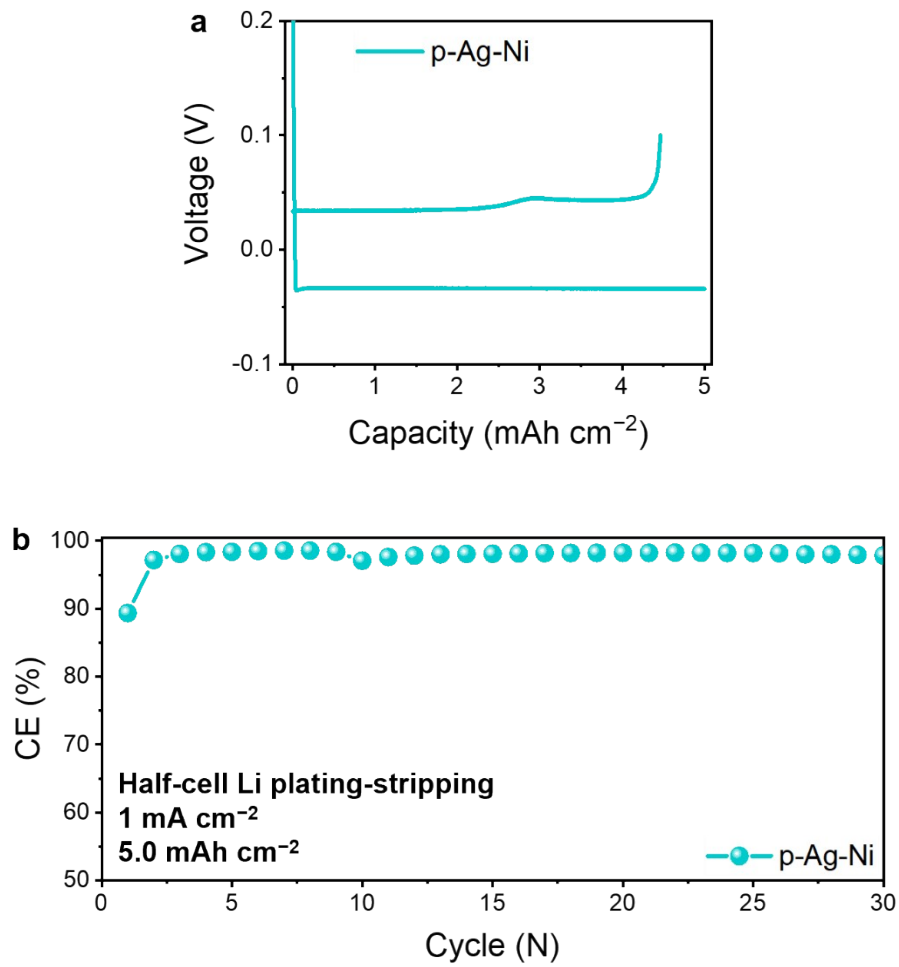 a
p-Ag-Ni
0.2
0.1
0.0
-0.1
Voltage (V)
0 1 2 3 4 5
Capacity (mAh cm⁻²)
b
100
90
80
70
60
50
CE (%)
Half-cell Li plating-stripping
1 mA cm⁻²
5.0 mAh cm⁻²
p-Ag-Ni
0 5 10 15 20 25 30
Cycle (N)